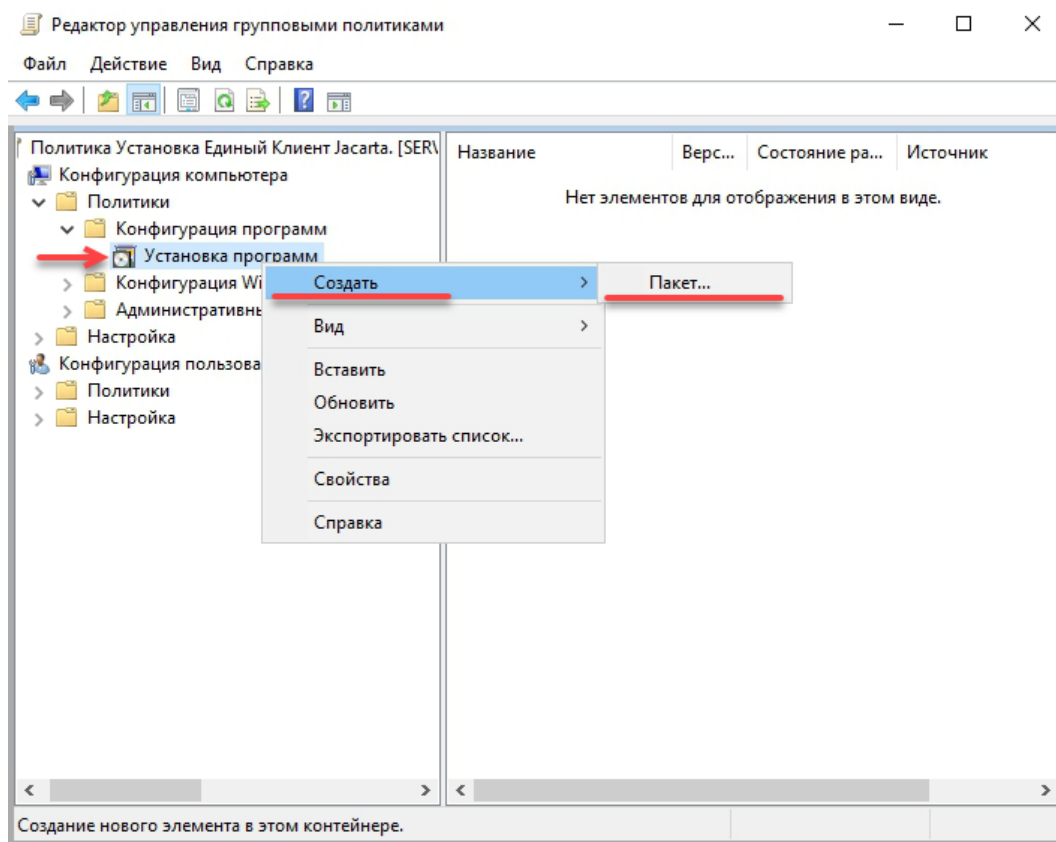 Редактор управления групповыми политиками
Файл Действие Вид Справка
Политика Установка Единый Клиент Jacarta. [SERV
Конфигурация компьютера
Политики
Конфигурация программ
Установка программ
Конфигурация Wi
Административнь
Настройка
Конфигурация пользова
Политики
Настройка
Название Верс... Состояние ра... Источник
Нет элементов для отображения в этом виде.
Создать
Вид
Вставить
Обновить
Экспортировать список...
Свойства
Справка
Пакет...
Создание нового элемента в этом контейнере.